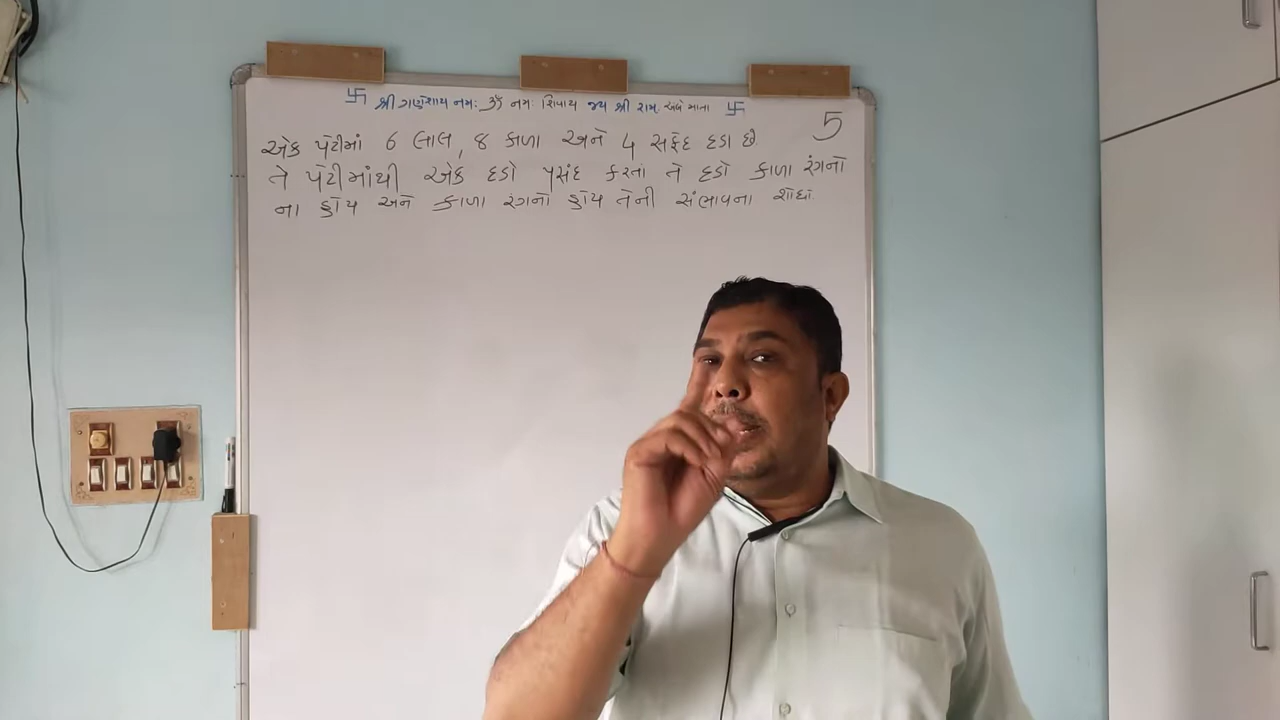 卐 શ્રી ગણેશાય નમઃ ૐ નમઃ શિવાય જય શ્રી રામ અંબે માતા 卐
5
એક પેટીમાં 6 લાલ, 8 કાળા અને 4 સફેદ દડા છે.
તે પેટીમાંથી એક દડો પસંદ કરતાં તે દડો કાળા રંગનો
ના હોય અને કાળા રંગનો હોય તેની સંભાવના શોધો.